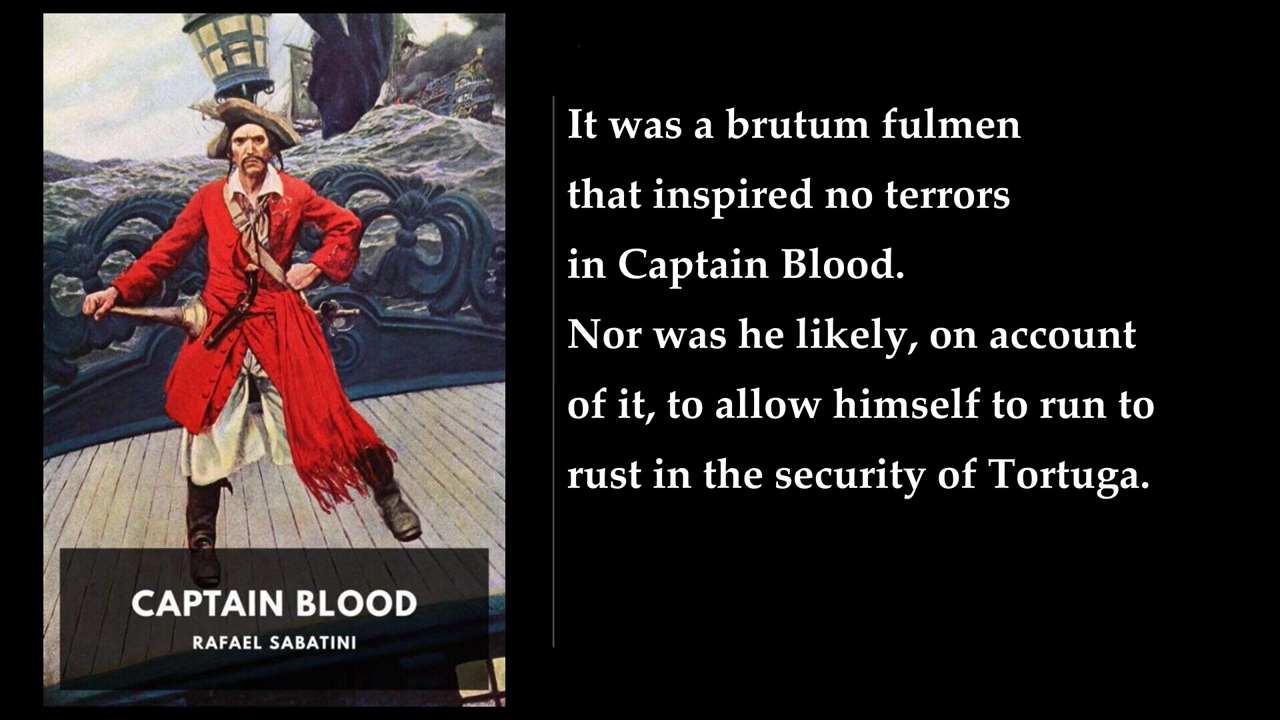 CAPTAIN BLOOD
RAFAEL SABATINI
It was a brutum fulmen
that inspired no terrors
in Captain Blood.
Nor was he likely, on account
of it, to allow himself to run to
rust in the security of Tortuga.